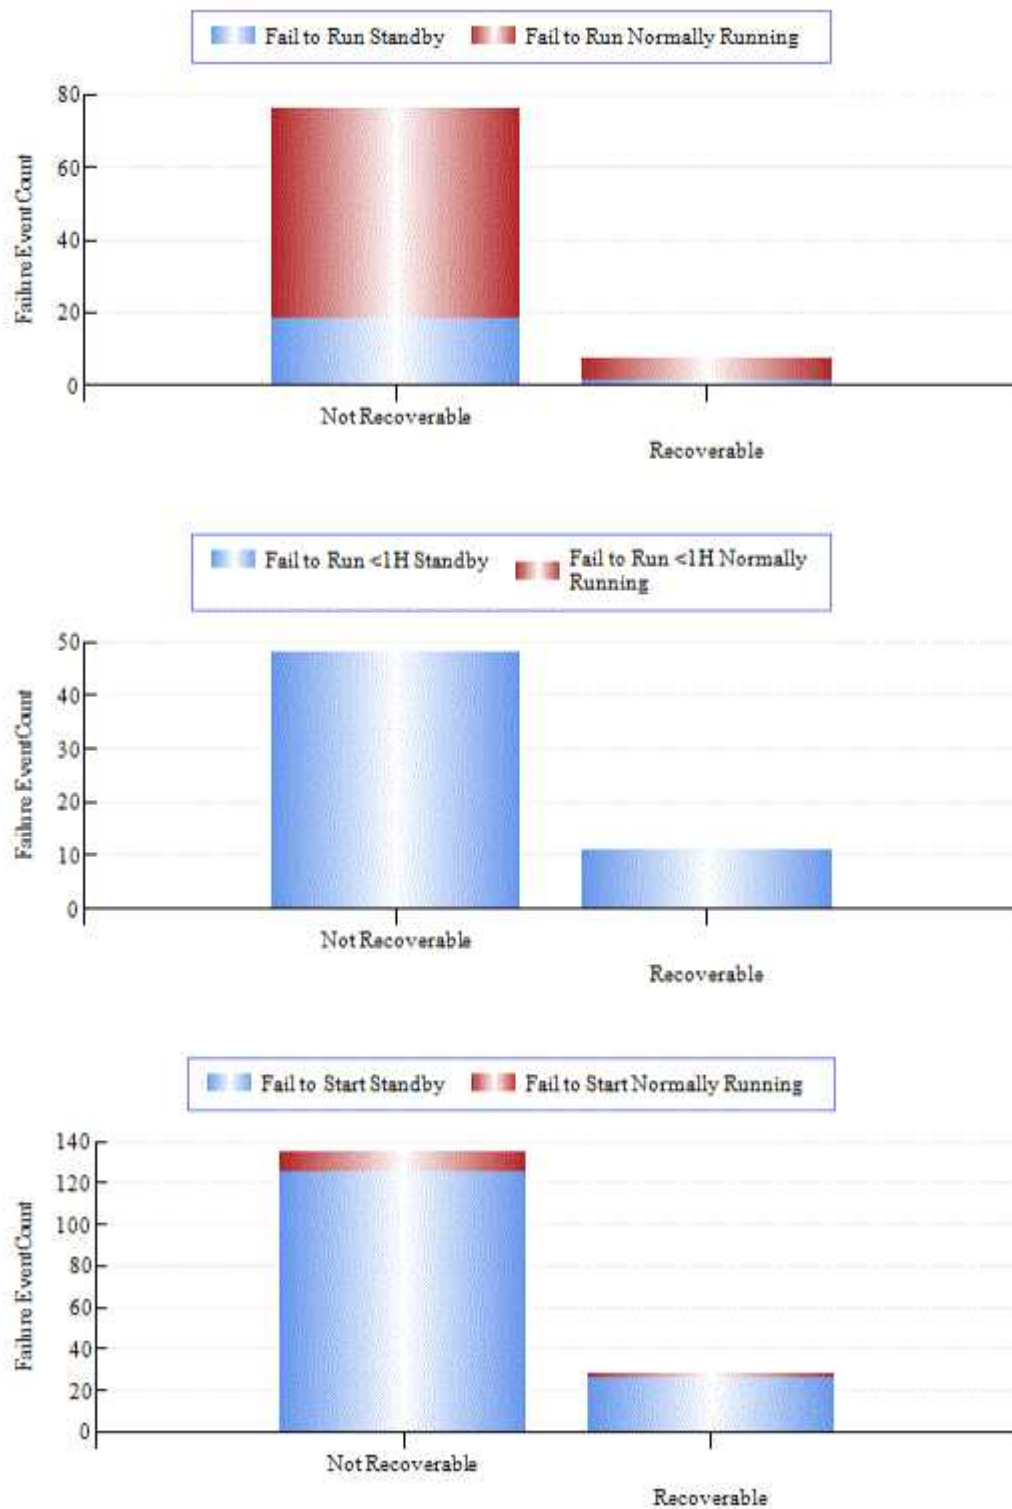 Fail to Run Standby Fail to Run Normally Running
80
60
40
20
0
Failure Event Count
Not Recoverable
Recoverable
Fail to Run <1H Standby Fail to Run <1H Normally
Running
50
40
30
20
10
0
Failure Event Count
Not Recoverable
Recoverable
Fail to Start Standby Fail to Start Normally Running
140
120
100
80
60
40
20
0
Failure Event Count
Not Recoverable
Recoverable